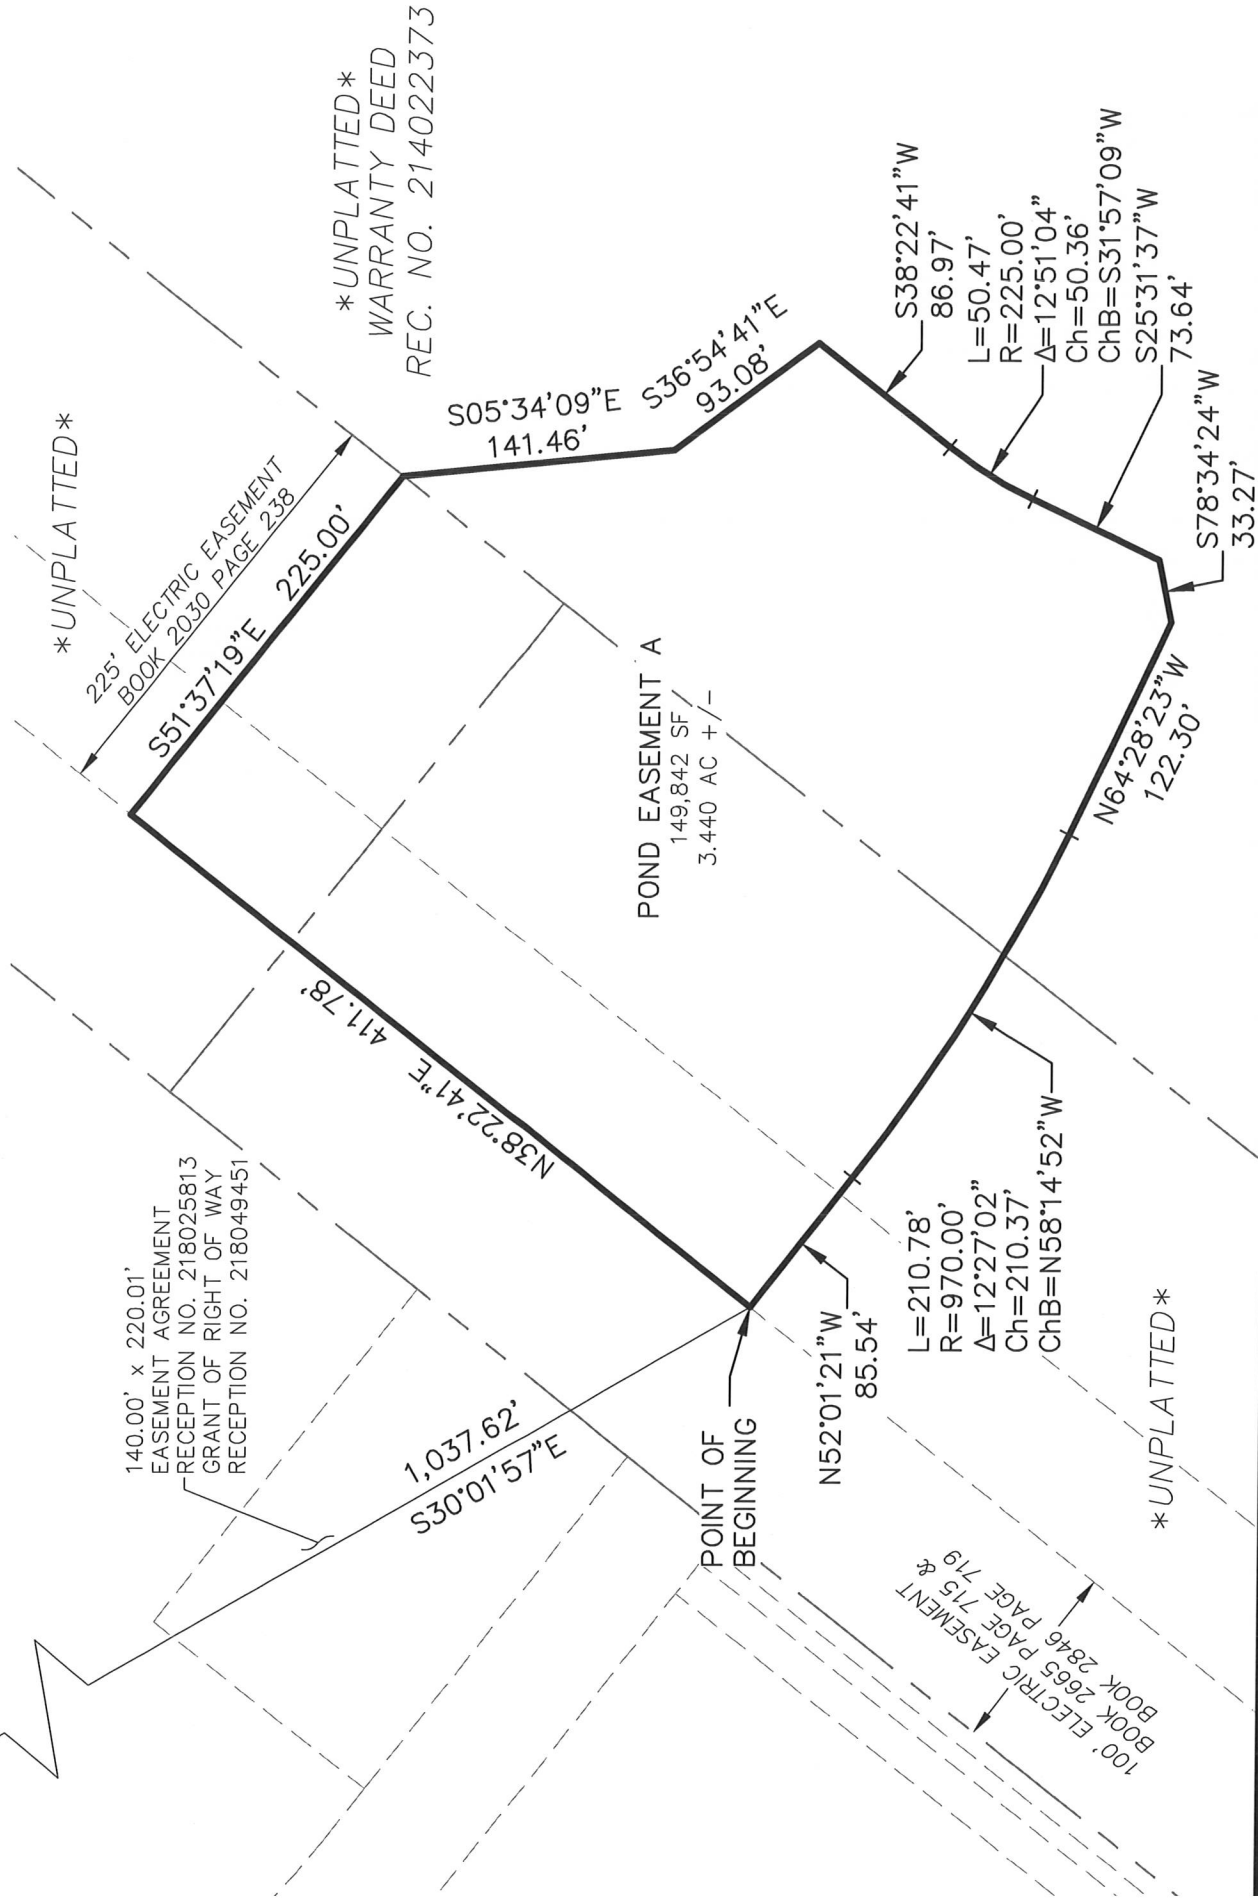 *UNPLATTED*
WARRANTY DEED
REC. NO. 214022373
*UNPLATTED*
225' ELECTRIC EASEMENT
BOOK 2030 PAGE 238
S51°37'19"E 225.00'
S05°34'09"E
141.46'
S36°54'41"E
93.08'
S38°22'41"W
86.97'
L=50.47'
R=225.00'
Δ=12°51'04"
Ch=50.36'
ChB=S31°57'09"W
S25°31'37"W
73.64'
S78°34'24"W
33.27'
POND EASEMENT A
149,842 SF
3.440 AC +/-
N64°28'23"W
122.30'
N38°22'41"E 411.78'
140.00' x 220.01'
EASEMENT AGREEMENT
RECEPTION NO. 218025813
GRANT OF RIGHT OF WAY
RECEPTION NO. 218049451
1,037.62'
S30°01'57"E
POINT OF
BEGINNING
N52°01'21"W
85.54'
L=210.78'
R=970.00'
Δ=12°27'02"
Ch=210.37'
ChB=N58°14'52"W
*UNPLATTED*
100' ELECTRIC EASEMENT
BOOK 2665 PAGE 715 &
BOOK 2846 PAGE 719